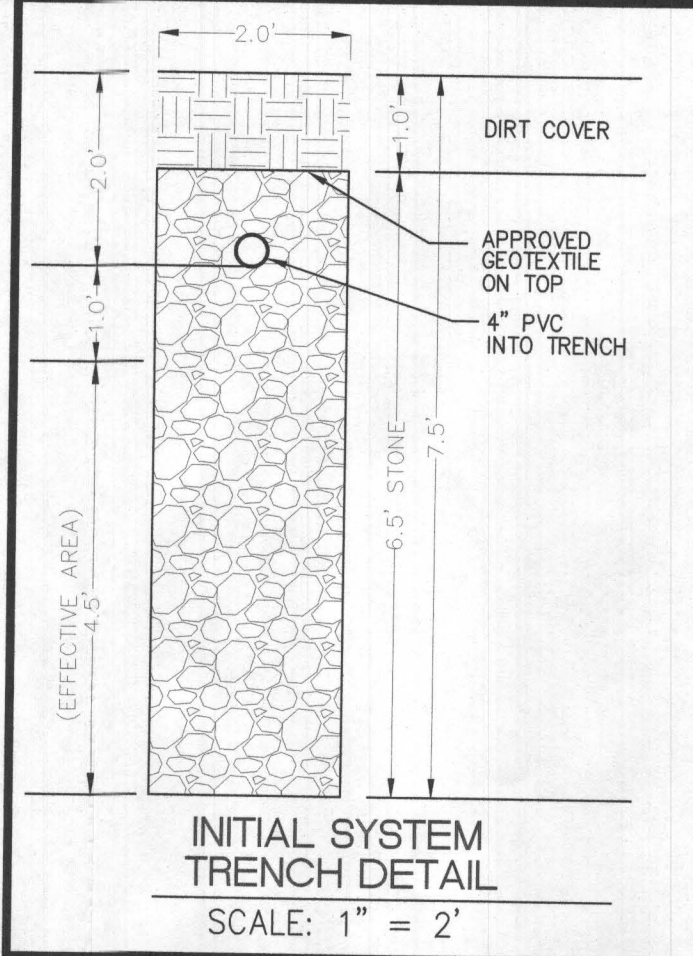 2.0'
2.0'
1.0'
DIRT COVER
APPROVED
GEOTEXTILE
ON TOP
1.0'
4" PVC
INTO TRENCH
6.5' STONE
7.5'
(EFFECTIVE AREA)
4.5'
INITIAL SYSTEM
TRENCH DETAIL
SCALE: 1" = 2'